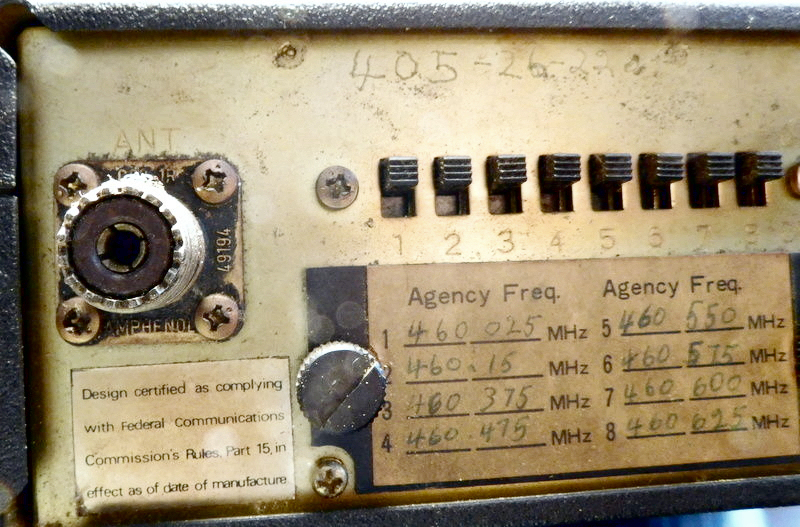 405-26-22
ANT
49194
AMPHENOL
1 2 3 4 5 6 7 8
Agency Freq.
1 460 025 MHz
2 460.15 MHz
3 460 375 MHz
4 460.475 MHz
Agency Freq.
5 460 550 MHz
6 460 575 MHz
7 460 600 MHz
8 460 625 MHz
Design certified as complying
with Federal Communications
Commission's Rules, Part 15, in
effect as of date of manufacture